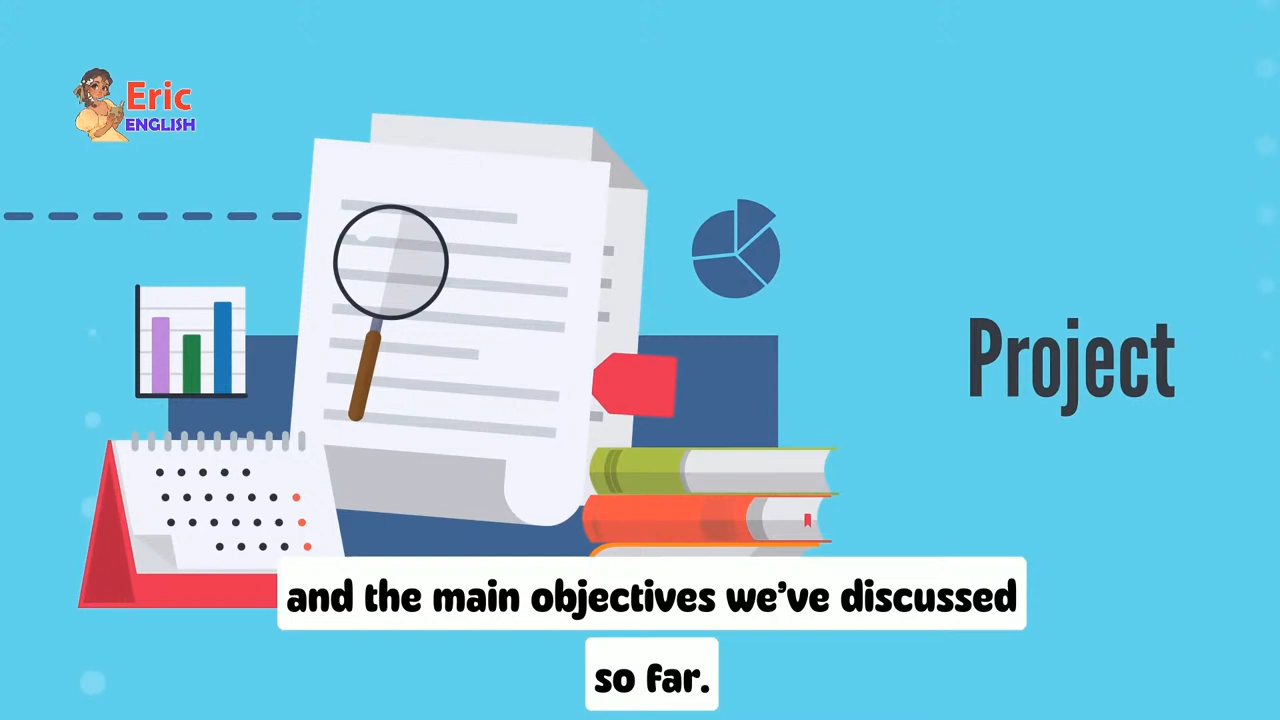 Eric
ENGLISH
Project
and the main objectives we've discussed
so far.